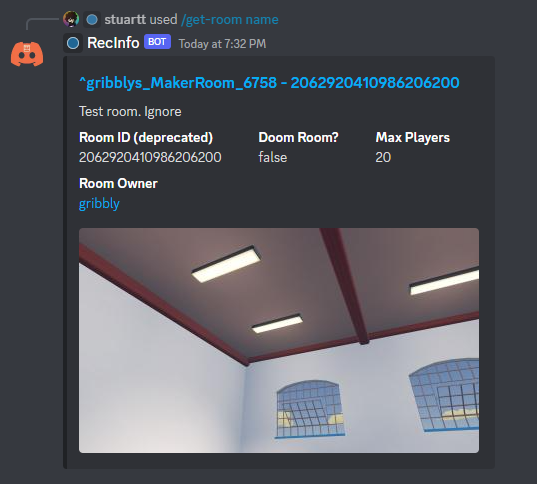 stuartt used /get-room name
RecInfo BOT Today at 7:32 PM
^gribblys_MakerRoom_6758 - 2062920410986206200
Test room. Ignore
Room ID (deprecated) Doom Room? Max Players
2062920410986206200 false 20
Room Owner
gribbly